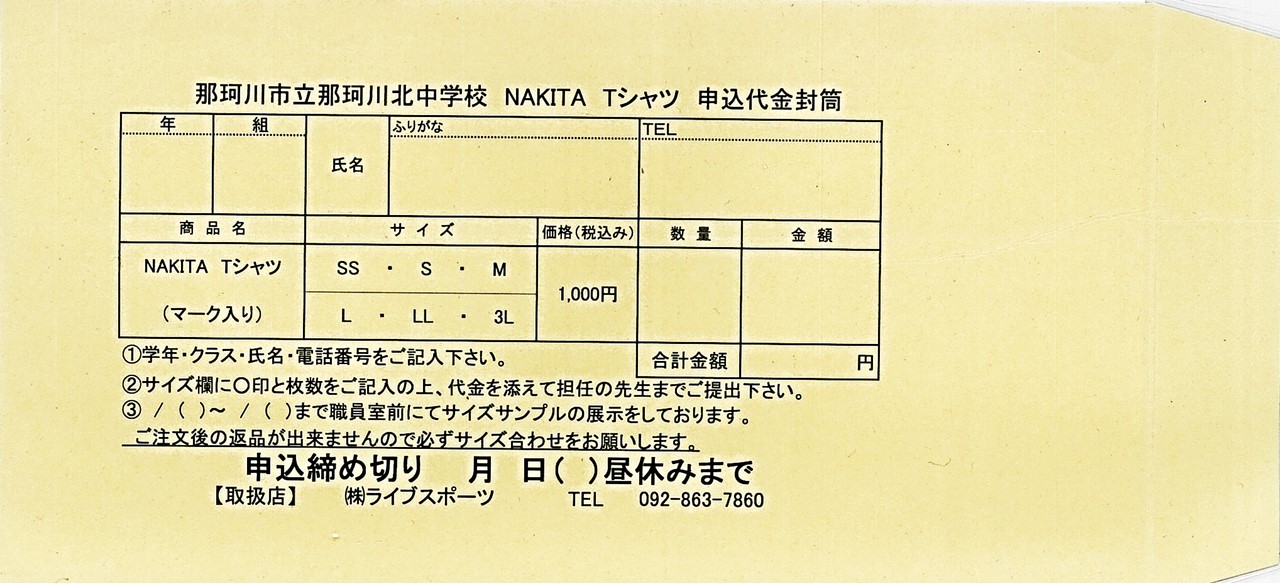 那珂川市立那珂川北中学校 NAKITA Tシャツ 申込代金封筒
年 組 氏名 ふりがな TEL
商品名 サイズ 価格(税込み) 数量 金額
NAKITA Tシャツ SS ・ S ・ M
1,000円
(マーク入り) L ・ LL ・ 3L
合計金額 円
①学年・クラス・氏名・電話番号をご記入下さい。
②サイズ欄に〇印と枚数をご記入の上、代金を添えて担任の先生までご提出下さい。
③ / ( )～ / ( )まで職員室前にてサイズサンプルの展示をしております。
ご注文後の返品が出来ませんので必ずサイズ合わせをお願いします。
申込締め切り 月 日( )昼休みまで
【取扱店】 ㈱ライブスポーツ TEL 092-863-7860